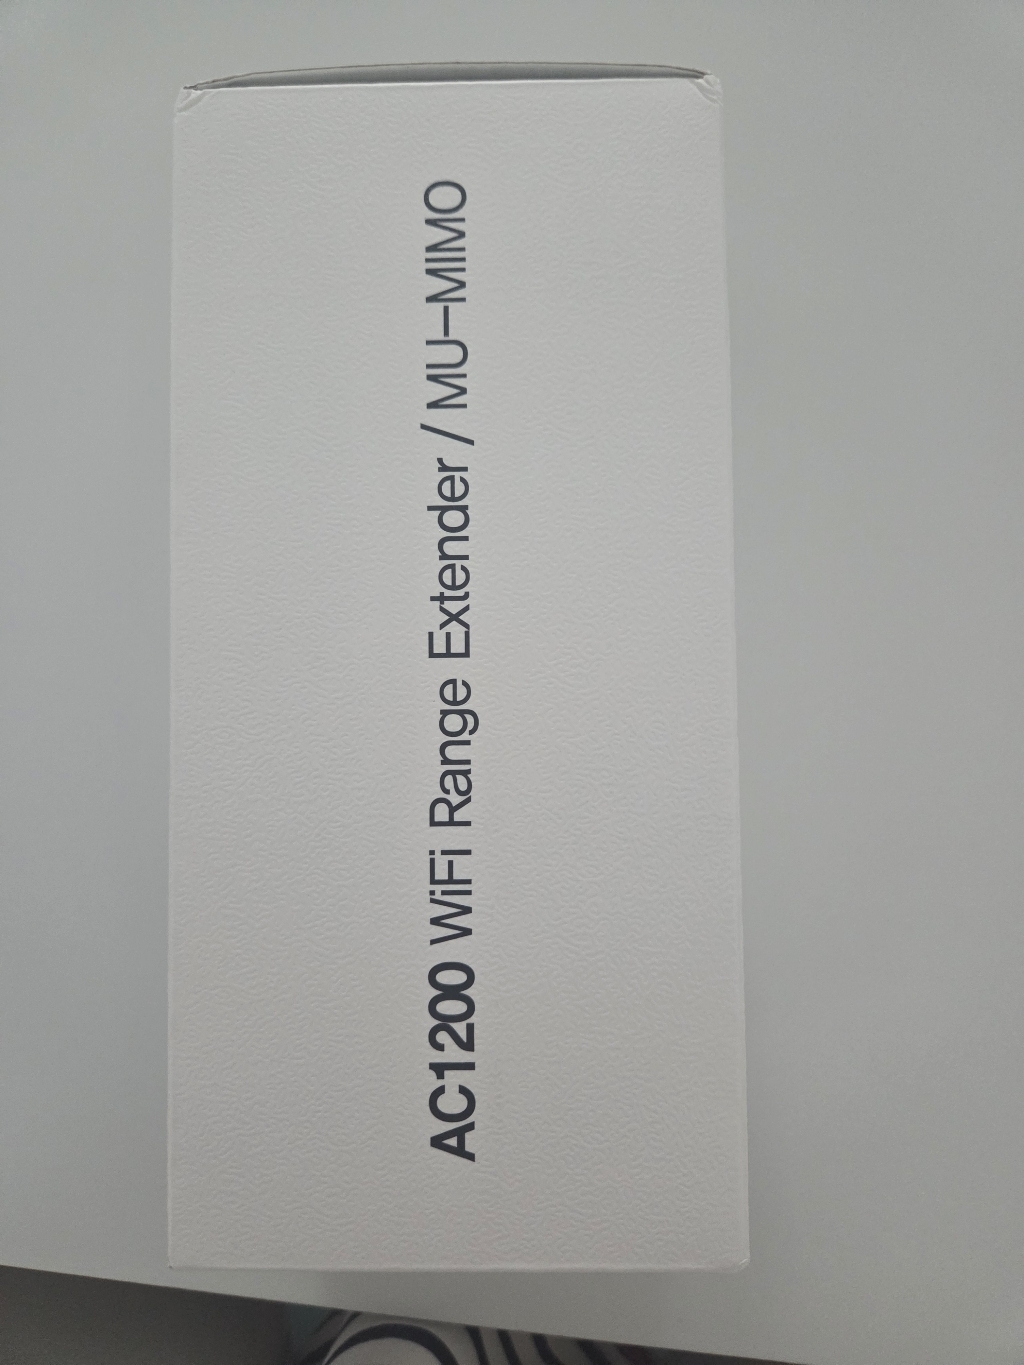 AC1200 WiFi Range Extender / MU–MIMO